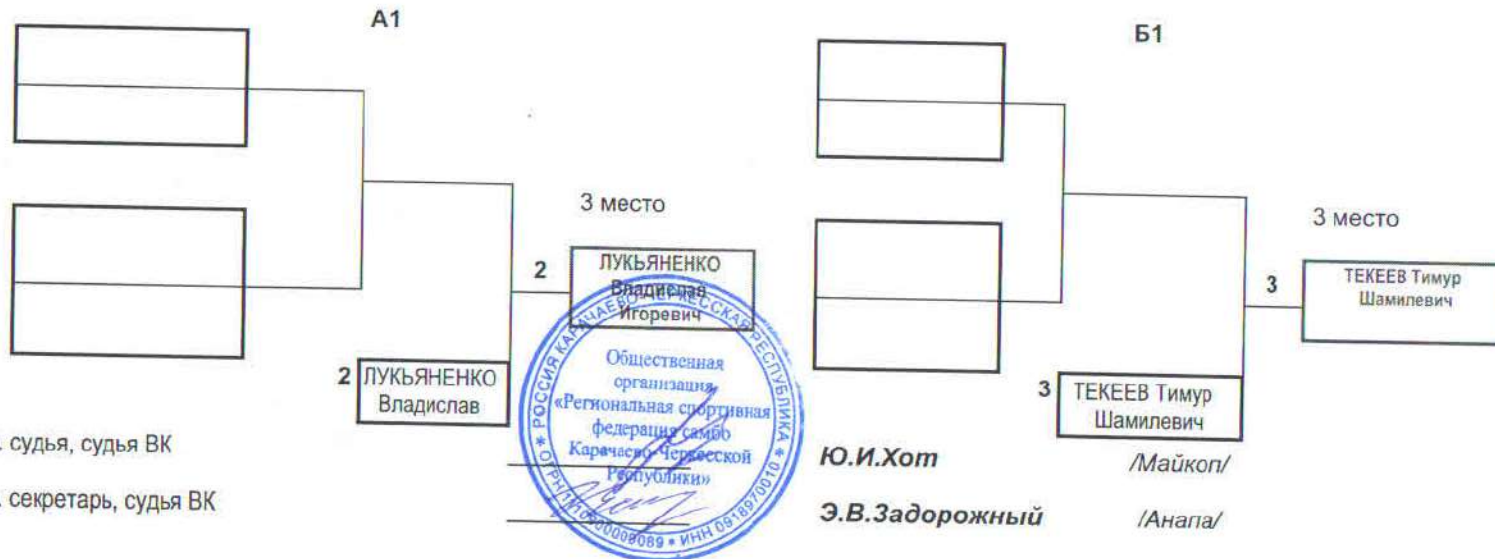 А1
Б1
3 место
3 место
2
ЛУКЬЯНЕНКО
Владислав
Игоревич
3
ТЕКЕЕВ Тимур
Шамилевич
2
ЛУКЬЯНЕНКО
Владислав
3
ТЕКЕЕВ Тимур
Шамилевич
РОССИЯ КАРАЧАЕВО-ЧЕРКЕССКАЯ РЕСПУБЛИКА
Общественная
организация
«Региональная спортивная
федерация самбо
Карачаево-Черкесской
Республики»
ИНН 0918970010
. судья, судья ВК
Ю.И.Хот
/Майкоп/
. секретарь, судья ВК
Э.В.Задорожный
/Анапа/